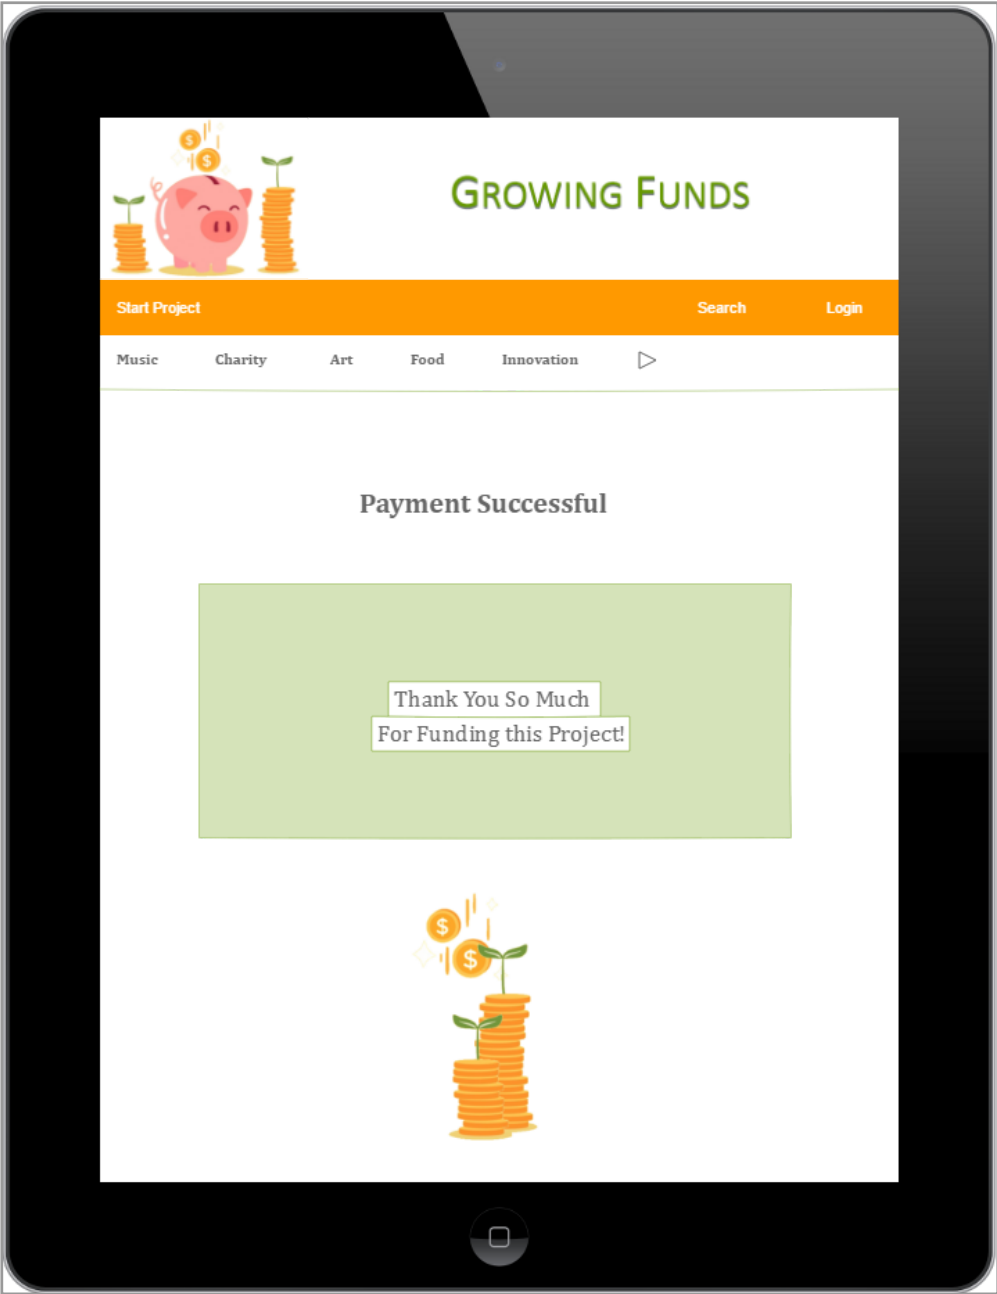 $
$
GROWING FUNDS
Start Project Search Login
Music Charity Art Food Innovation
Payment Successful
Thank You So Much
For Funding this Project!
$
$